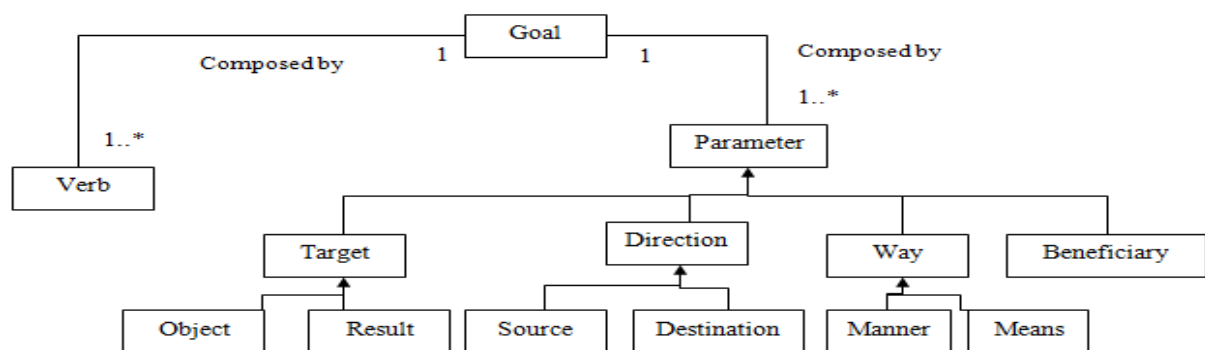 Goal
Composed by
1
1
Composed by
1..*
1..*
Parameter
Verb
Target
Direction
Way
Beneficiary
Object
Result
Source
Destination
Manner
Means